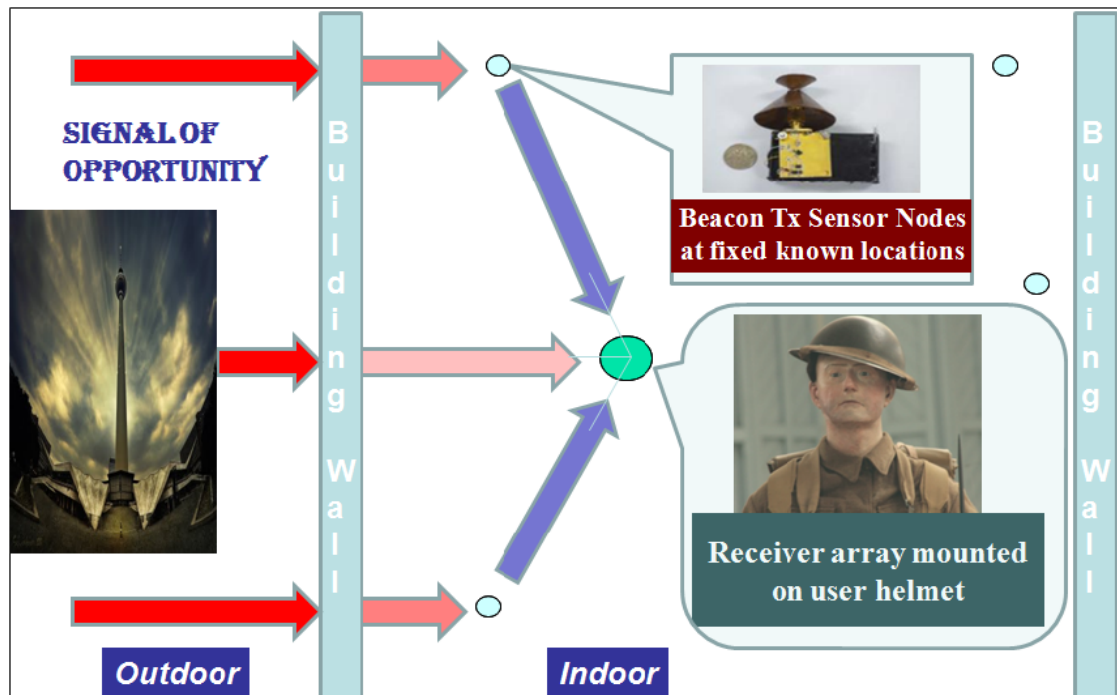 SIGNAL OF
OPPORTUNITY
Building Wall
Beacon Tx Sensor Nodes
at fixed known locations
Building Wall
Receiver array mounted
on user helmet
Outdoor
Indoor